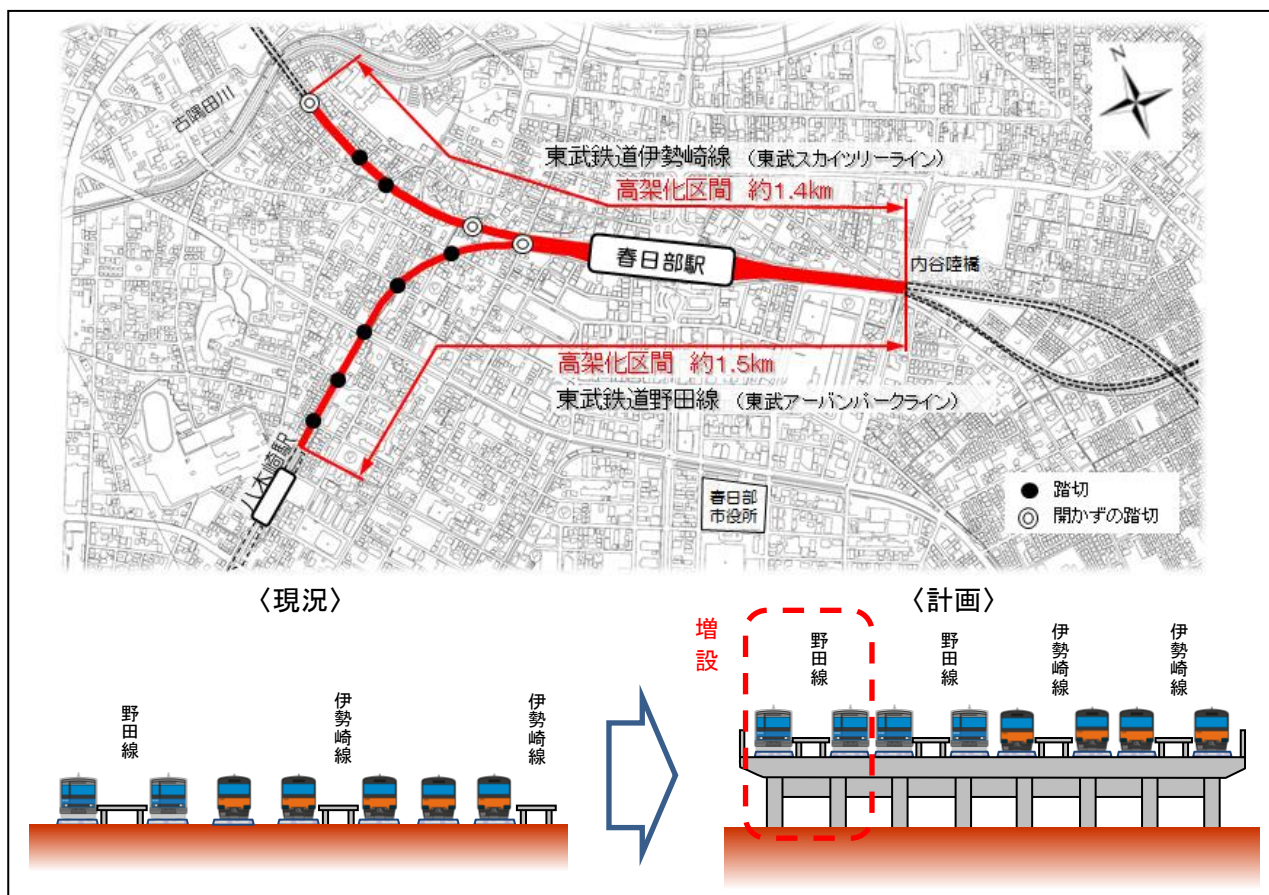 N
古隅田川
東武鉄道伊勢崎線 (東武スカイツリーライン)
高架化区間 約1.4km
春日部駅
内谷陸橋
高架化区間 約1.5km
東武鉄道野田線 (東武アーバンパークライン)
八木崎駅
春日部
市役所
● 踏切
◎ 開かずの踏切
〈現況〉
〈計画〉
野田線
伊勢崎線
伊勢崎線
増設
野田線
野田線
伊勢崎線
伊勢崎線